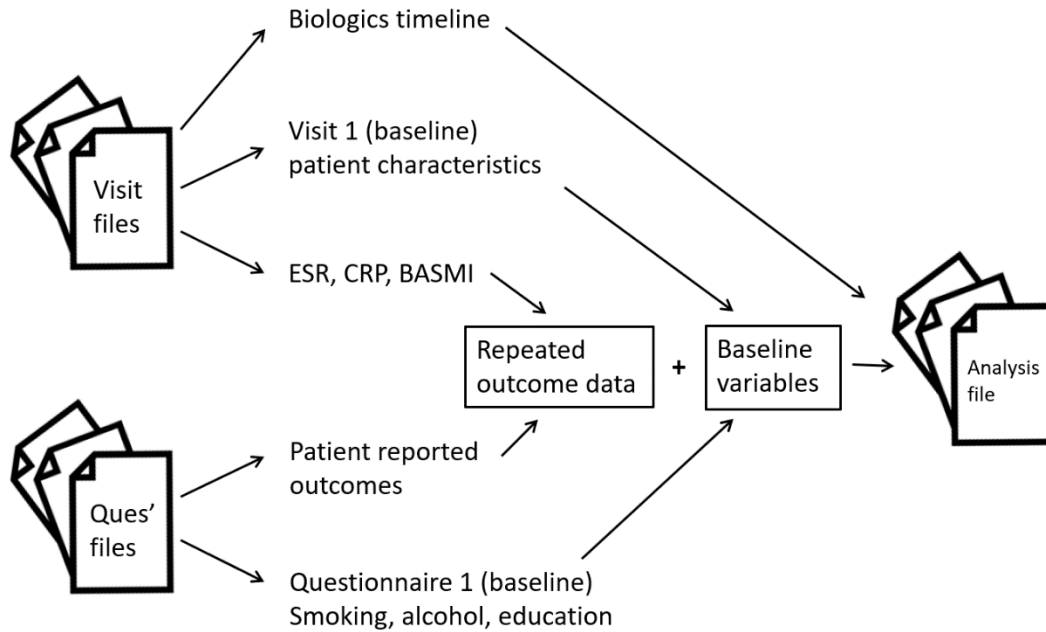 Biologics timeline
Visit
files
Visit 1 (baseline)
patient characteristics
ESR, CRP, BASMI
Repeated
outcome data
+
Baseline
variables
Analysis
file
Ques’
files
Patient reported
outcomes
Questionnaire 1 (baseline)
Smoking, alcohol, education